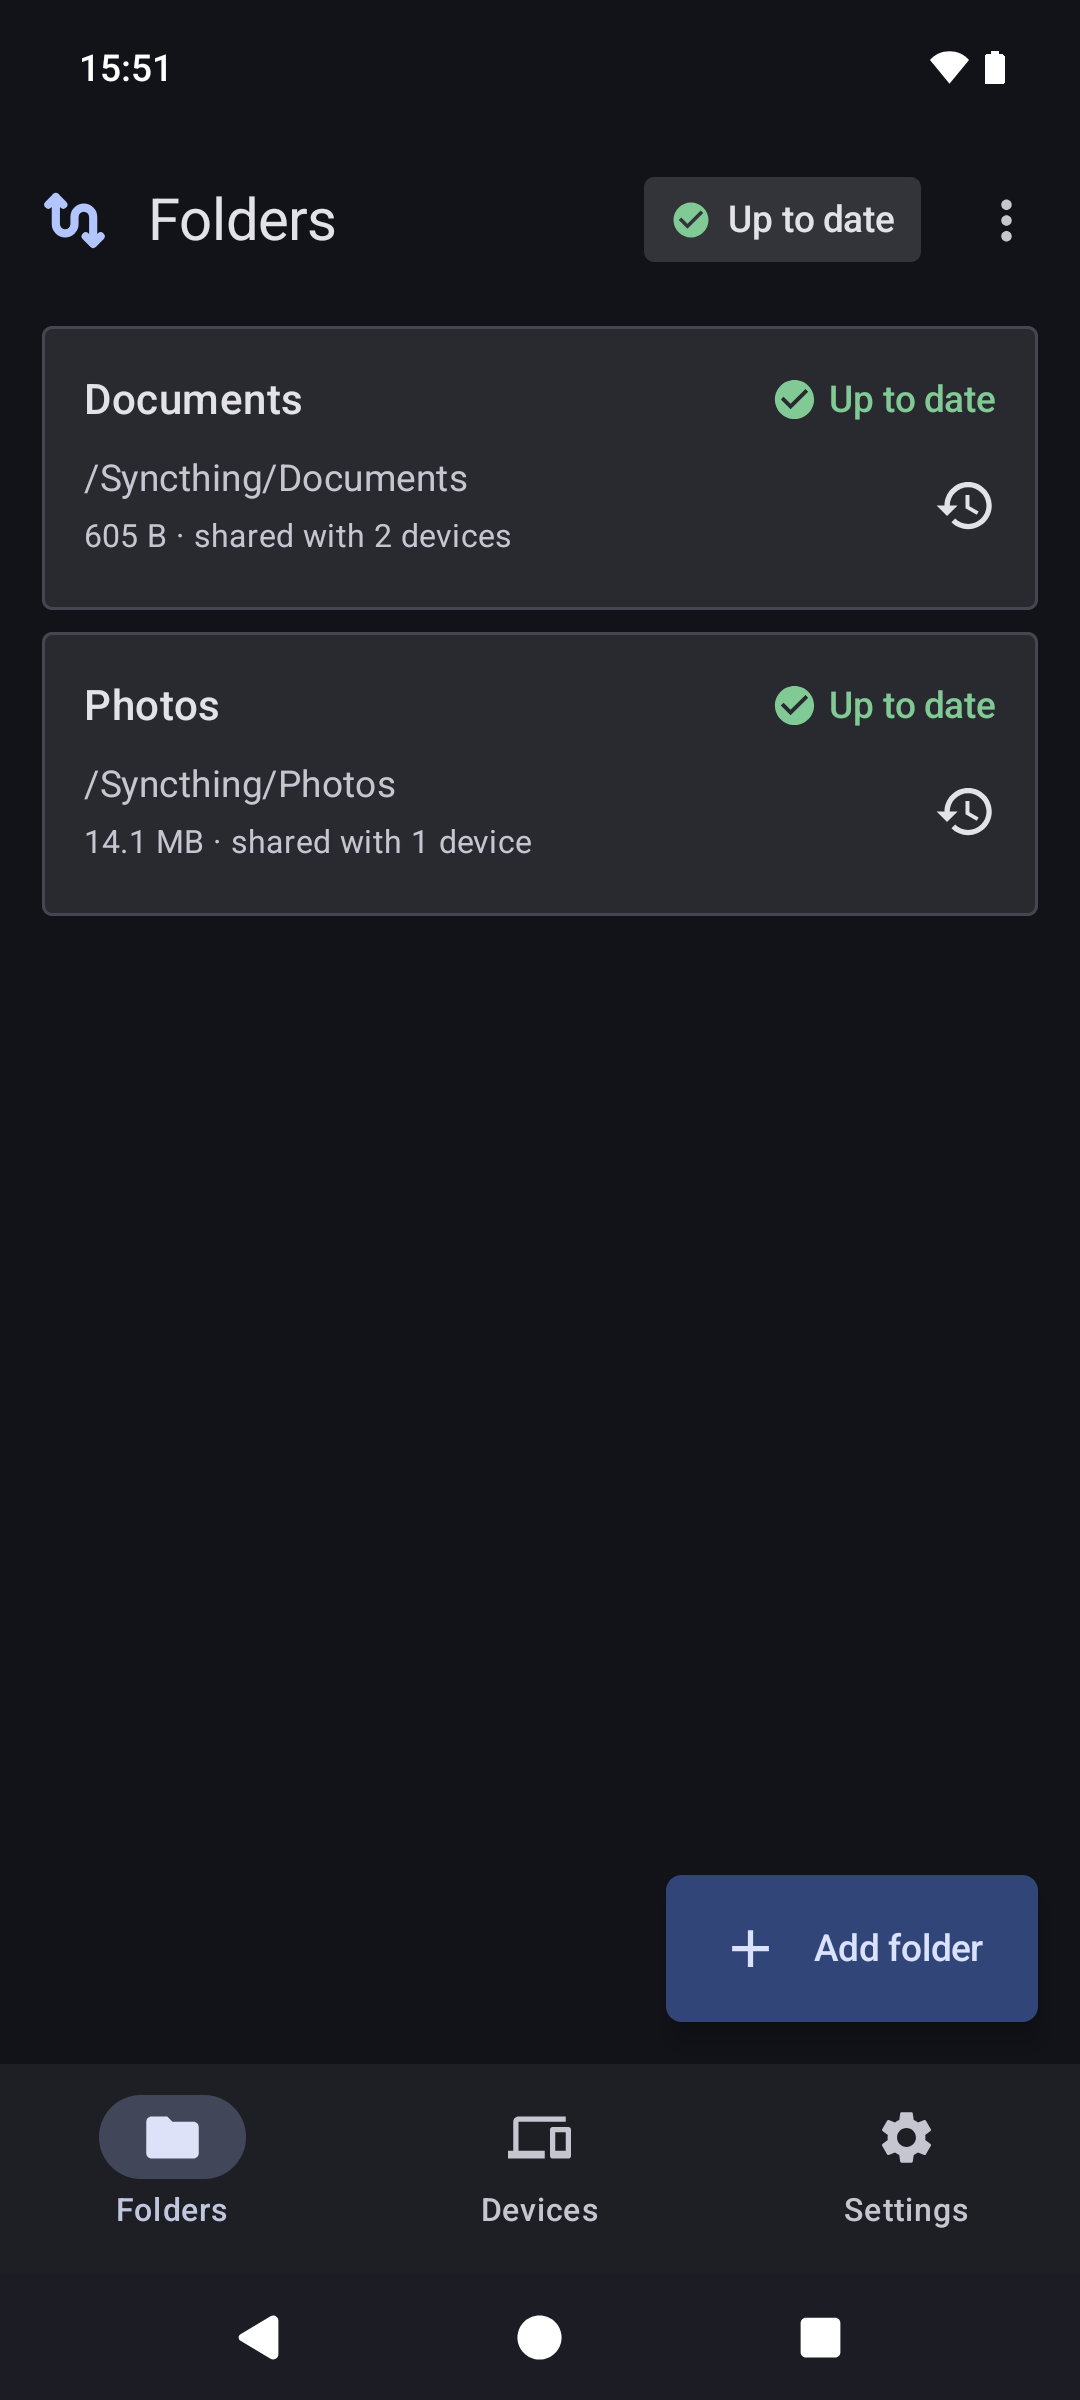 15:51
Folders
Up to date
Documents
Up to date
/Syncthing/Documents
605 B · shared with 2 devices
Photos
Up to date
/Syncthing/Photos
14.1 MB · shared with 1 device
Add folder
Folders
Devices
Settings